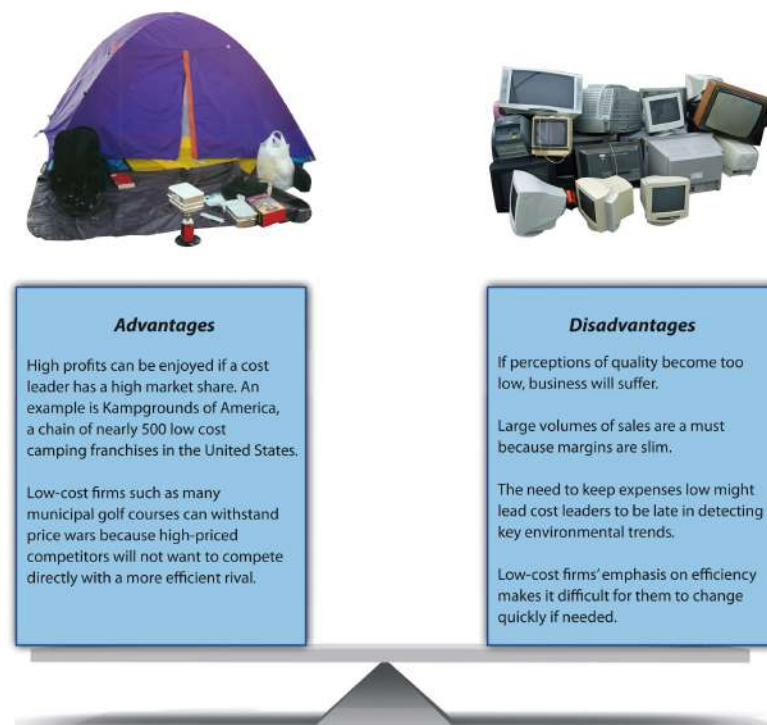 Advantages
High profits can be enjoyed if a cost
leader has a high market share. An
example is Kampgrounds of America,
a chain of nearly 500 low cost
camping franchises in the United States.
Low-cost firms such as many
municipal golf courses can withstand
price wars because high-priced
competitors will not want to compete
directly with a more efficient rival.
Disadvantages
If perceptions of quality become too
low, business will suffer.
Large volumes of sales are a must
because margins are slim.
The need to keep expenses low might
lead cost leaders to be late in detecting
key environmental trends.
Low-cost firms' emphasis on efficiency
makes it difficult for them to change
quickly if needed.